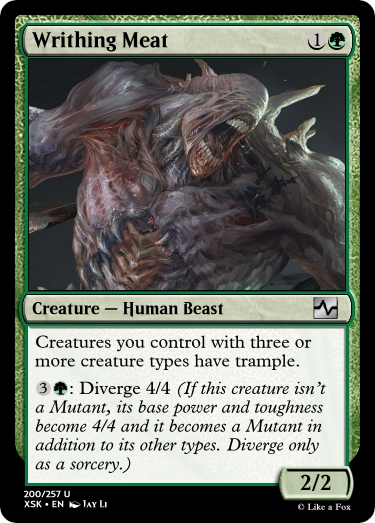 Writhing Meat 1
Creature — Human Beast
Creatures you control with three or
more creature types have trample.
3: Diverge 4/4 (If this creature isn't
a Mutant, its base power and toughness
become 4/4 and it becomes a Mutant in
addition to its other types. Diverge only
as a sorcery.)
2/2
200/257 U
XSK • EN Jay Li
© Like a Fox